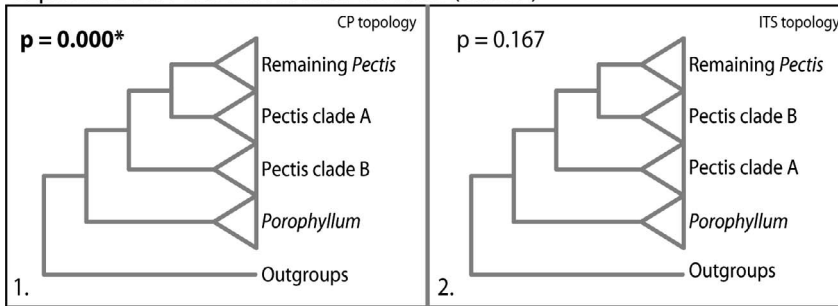 CP topology
p = 0.000*
Remaining Pectis
Pectis clade A
Pectis clade B
Porophyllum
Outgroups
1.
ITS topology
p = 0.167
Remaining Pectis
Pectis clade B
Pectis clade A
Porophyllum
Outgroups
2.